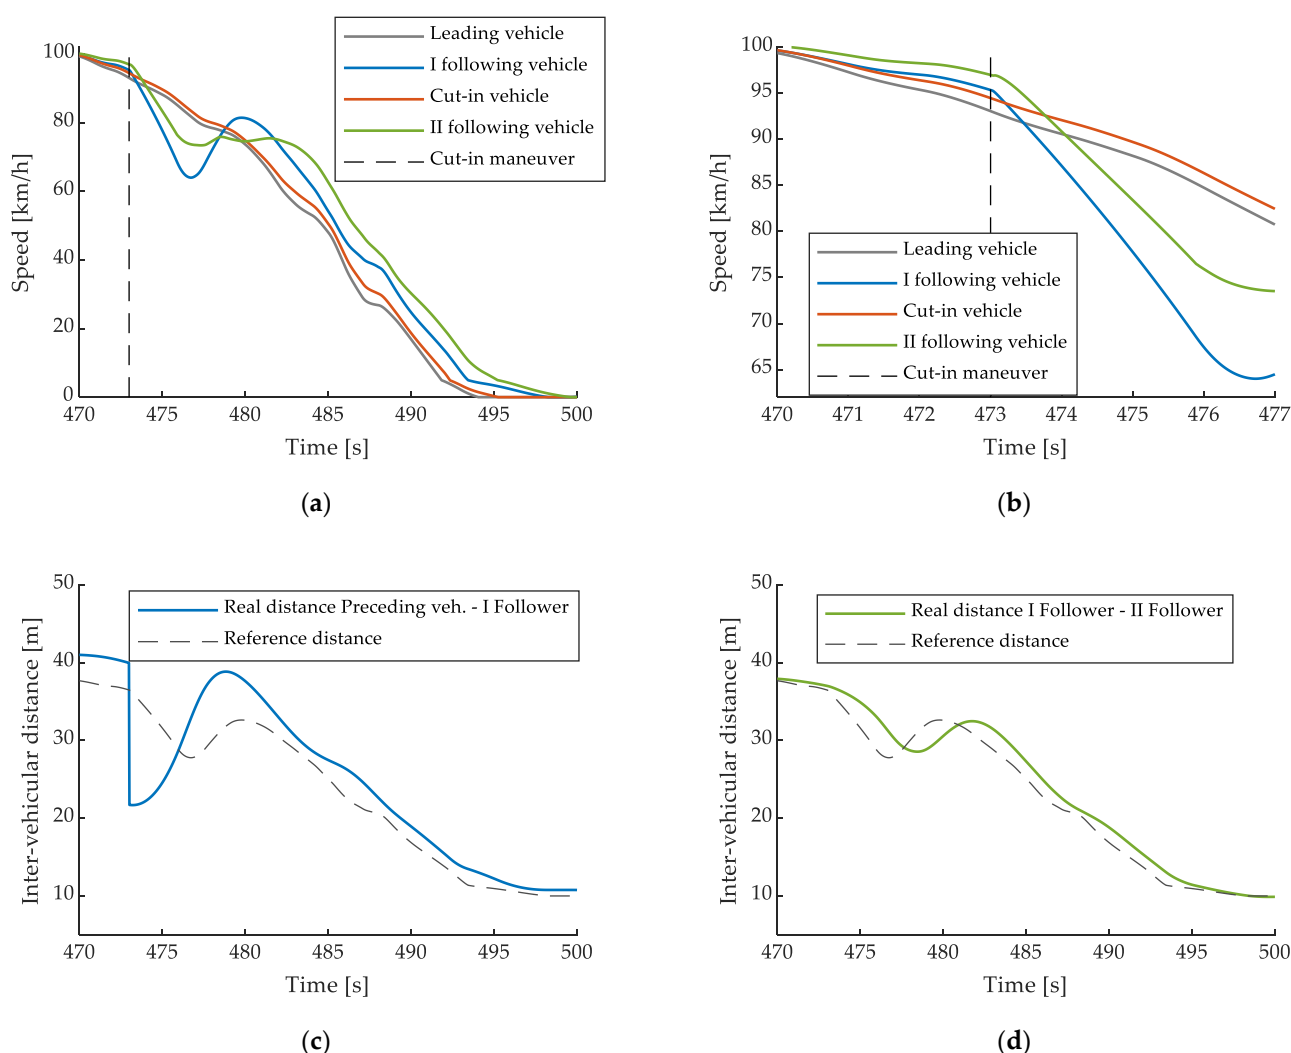 Leading vehicle
I following vehicle
Cut-in vehicle
II following vehicle
Cut-in maneuver
100
80
60
40
20
0
Speed [km/h]
470 475 480 485 490 495 500
Time [s]
(a)
100
95
90
85
80
75
70
65
Speed [km/h]
Leading vehicle
I following vehicle
Cut-in vehicle
II following vehicle
Cut-in maneuver
470 471 472 473 474 475 476 477
Time [s]
(b)
50
40
30
20
10
Inter-vehicular distance [m]
Real distance Preceding veh. - I Follower
Reference distance
470 475 480 485 490 495 500
Time [s]
(c)
50
40
30
20
10
Inter-vehicular distance [m]
Real distance I Follower - II Follower
Reference distance
470 475 480 485 490 495 500
Time [s]
(d)